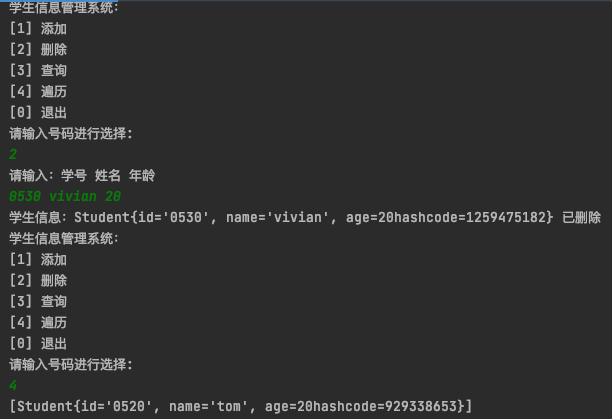 学生信息管理系统:
[1] 添加
[2] 删除
[3] 查询
[4] 遍历
[0] 退出
请输入号码进行选择:
2
请输入: 学号 姓名 年龄
0530 vivian 20
学生信息: Student{id='0530', name='vivian', age=20hashcode=1259475182} 已删除
学生信息管理系统:
[1] 添加
[2] 删除
[3] 查询
[4] 遍历
[0] 退出
请输入号码进行选择:
4
[Student{id='0520', name='tom', age=20hashcode=929338653}]